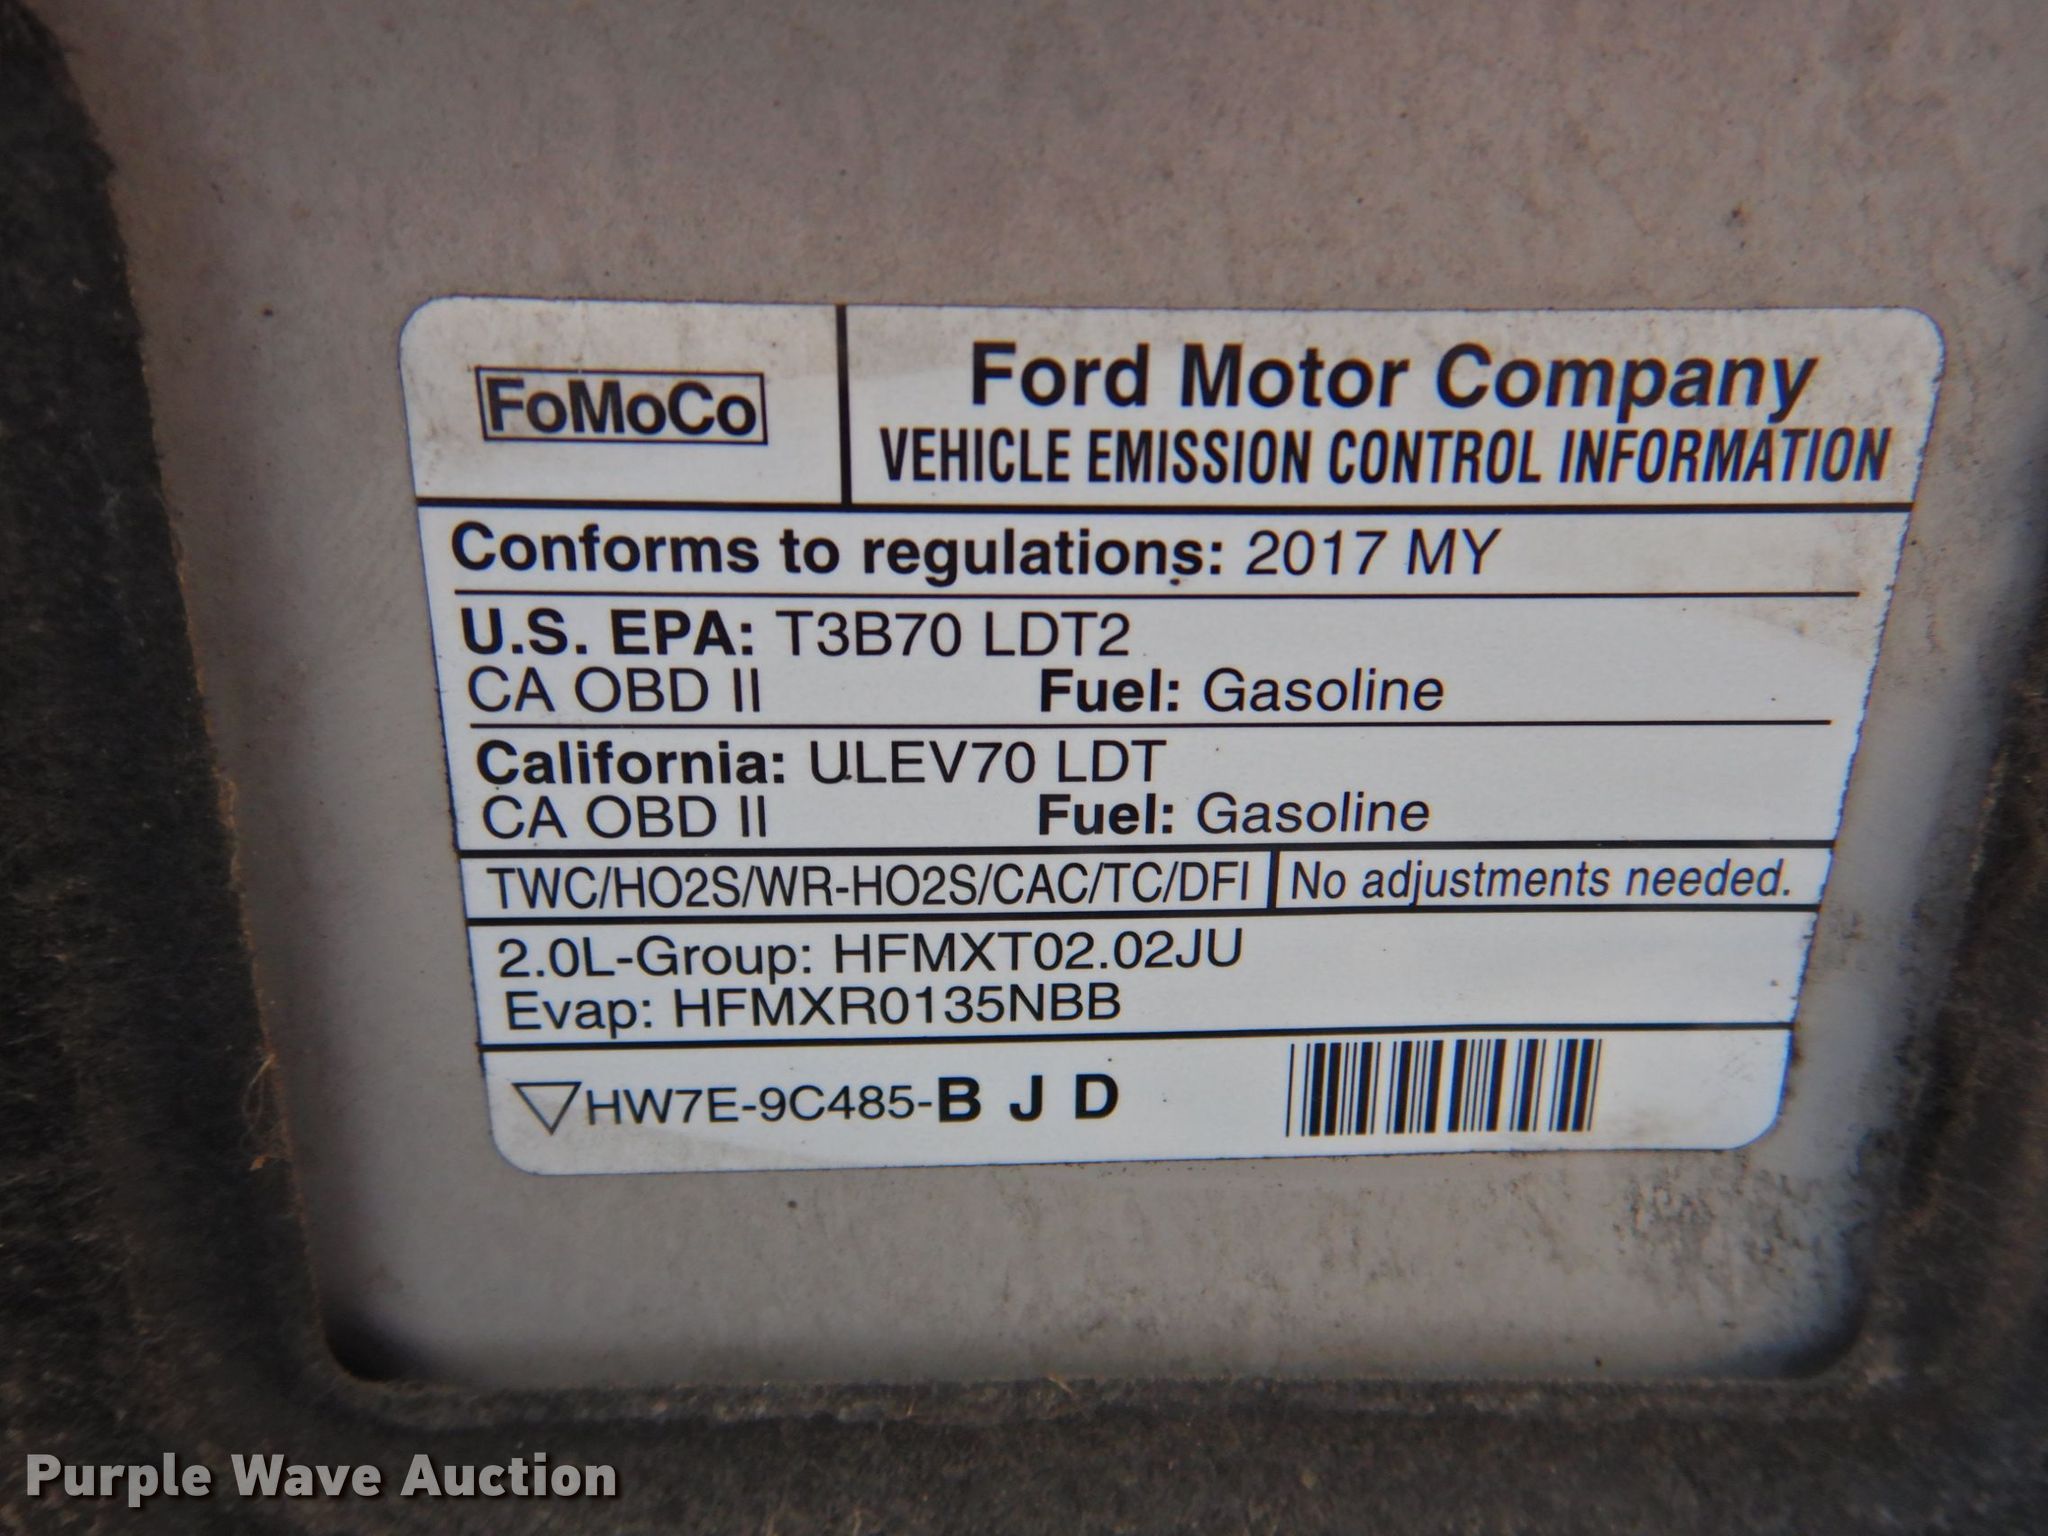 FoMoCo
Ford Motor Company
VEHICLE EMISSION CONTROL INFORMATION
Conforms to regulations: 2017 MY
U.S. EPA: T3B70 LDT2
CA OBD II Fuel: Gasoline
California: ULEV70 LDT
CA OBD II Fuel: Gasoline
TWC/HO2S/WR-HO2S/CAC/TC/DFI No adjustments needed.
2.0L-Group: HFMXT02.02JU
Evap: HFMXR0135NBB
HW7E-9C485-B J D
Purple Wave Auction